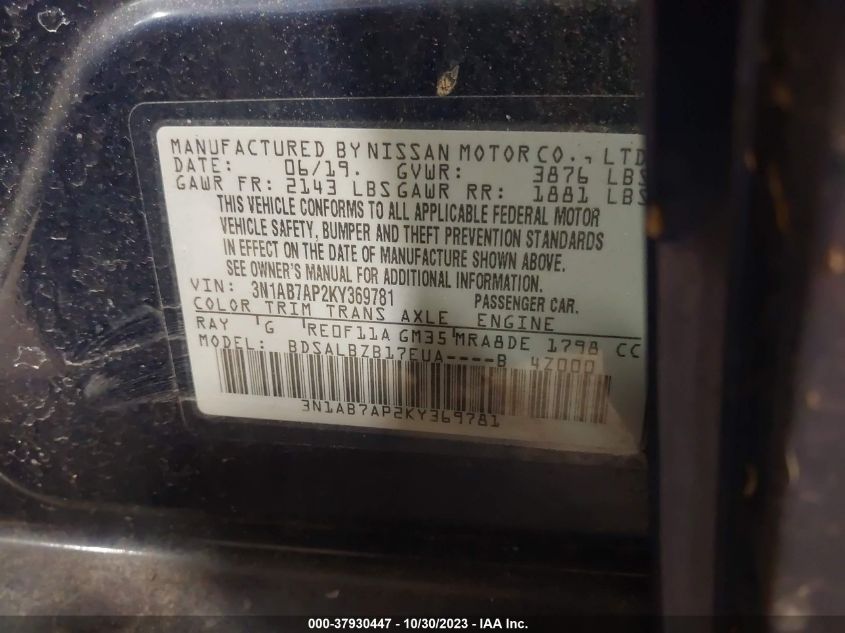 MANUFACTURED BY NISSAN MOTOR CO., LTD
DATE: 06/19. GVWR: 3876 LBS
GAWR FR: 2143 LBS GAWR RR: 1881 LBS
THIS VEHICLE CONFORMS TO ALL APPLICABLE FEDERAL MOTOR
VEHICLE SAFETY, BUMPER AND THEFT PREVENTION STANDARDS
IN EFFECT ON THE DATE OF MANUFACTURE SHOWN ABOVE.
SEE OWNER'S MANUAL FOR ADDITIONAL INFORMATION.
VIN: 3N1AB7AP2KY369781 PASSENGER CAR.
COLOR TRIM TRANS AXLE ENGINE
RAY G RE0F11A GM35 MRA8DE 1798 CC
MODEL: BDSALBZB17EUA----B 4Z000
3N1AB7AP2KY369781
000-37930447 - 10/30/2023 - IAA Inc.